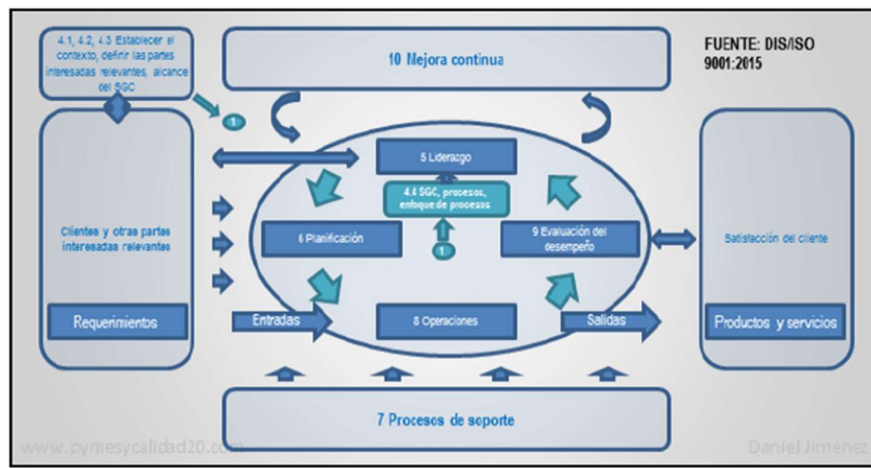 4.1, 4.2, 4.3 Establecer el
contexto, definir las partes
interesadas relevantes, alcance
del SGC
10 Mejora continua
FUENTE: DIS/ISO
9001:2015
1
5 Liderazgo
4.4 SGC, procesos,
enfoque de procesos
Clientes y otras partes
interesadas relevantes
6 Planificación
1
9 Evaluación del
desempeño
Satisfacción del cliente
Requerimientos
Entradas
8 Operaciones
Salidas
Productos y servicios
7 Procesos de soporte
www.pymesycalidad20.com
Daniel Jiménez